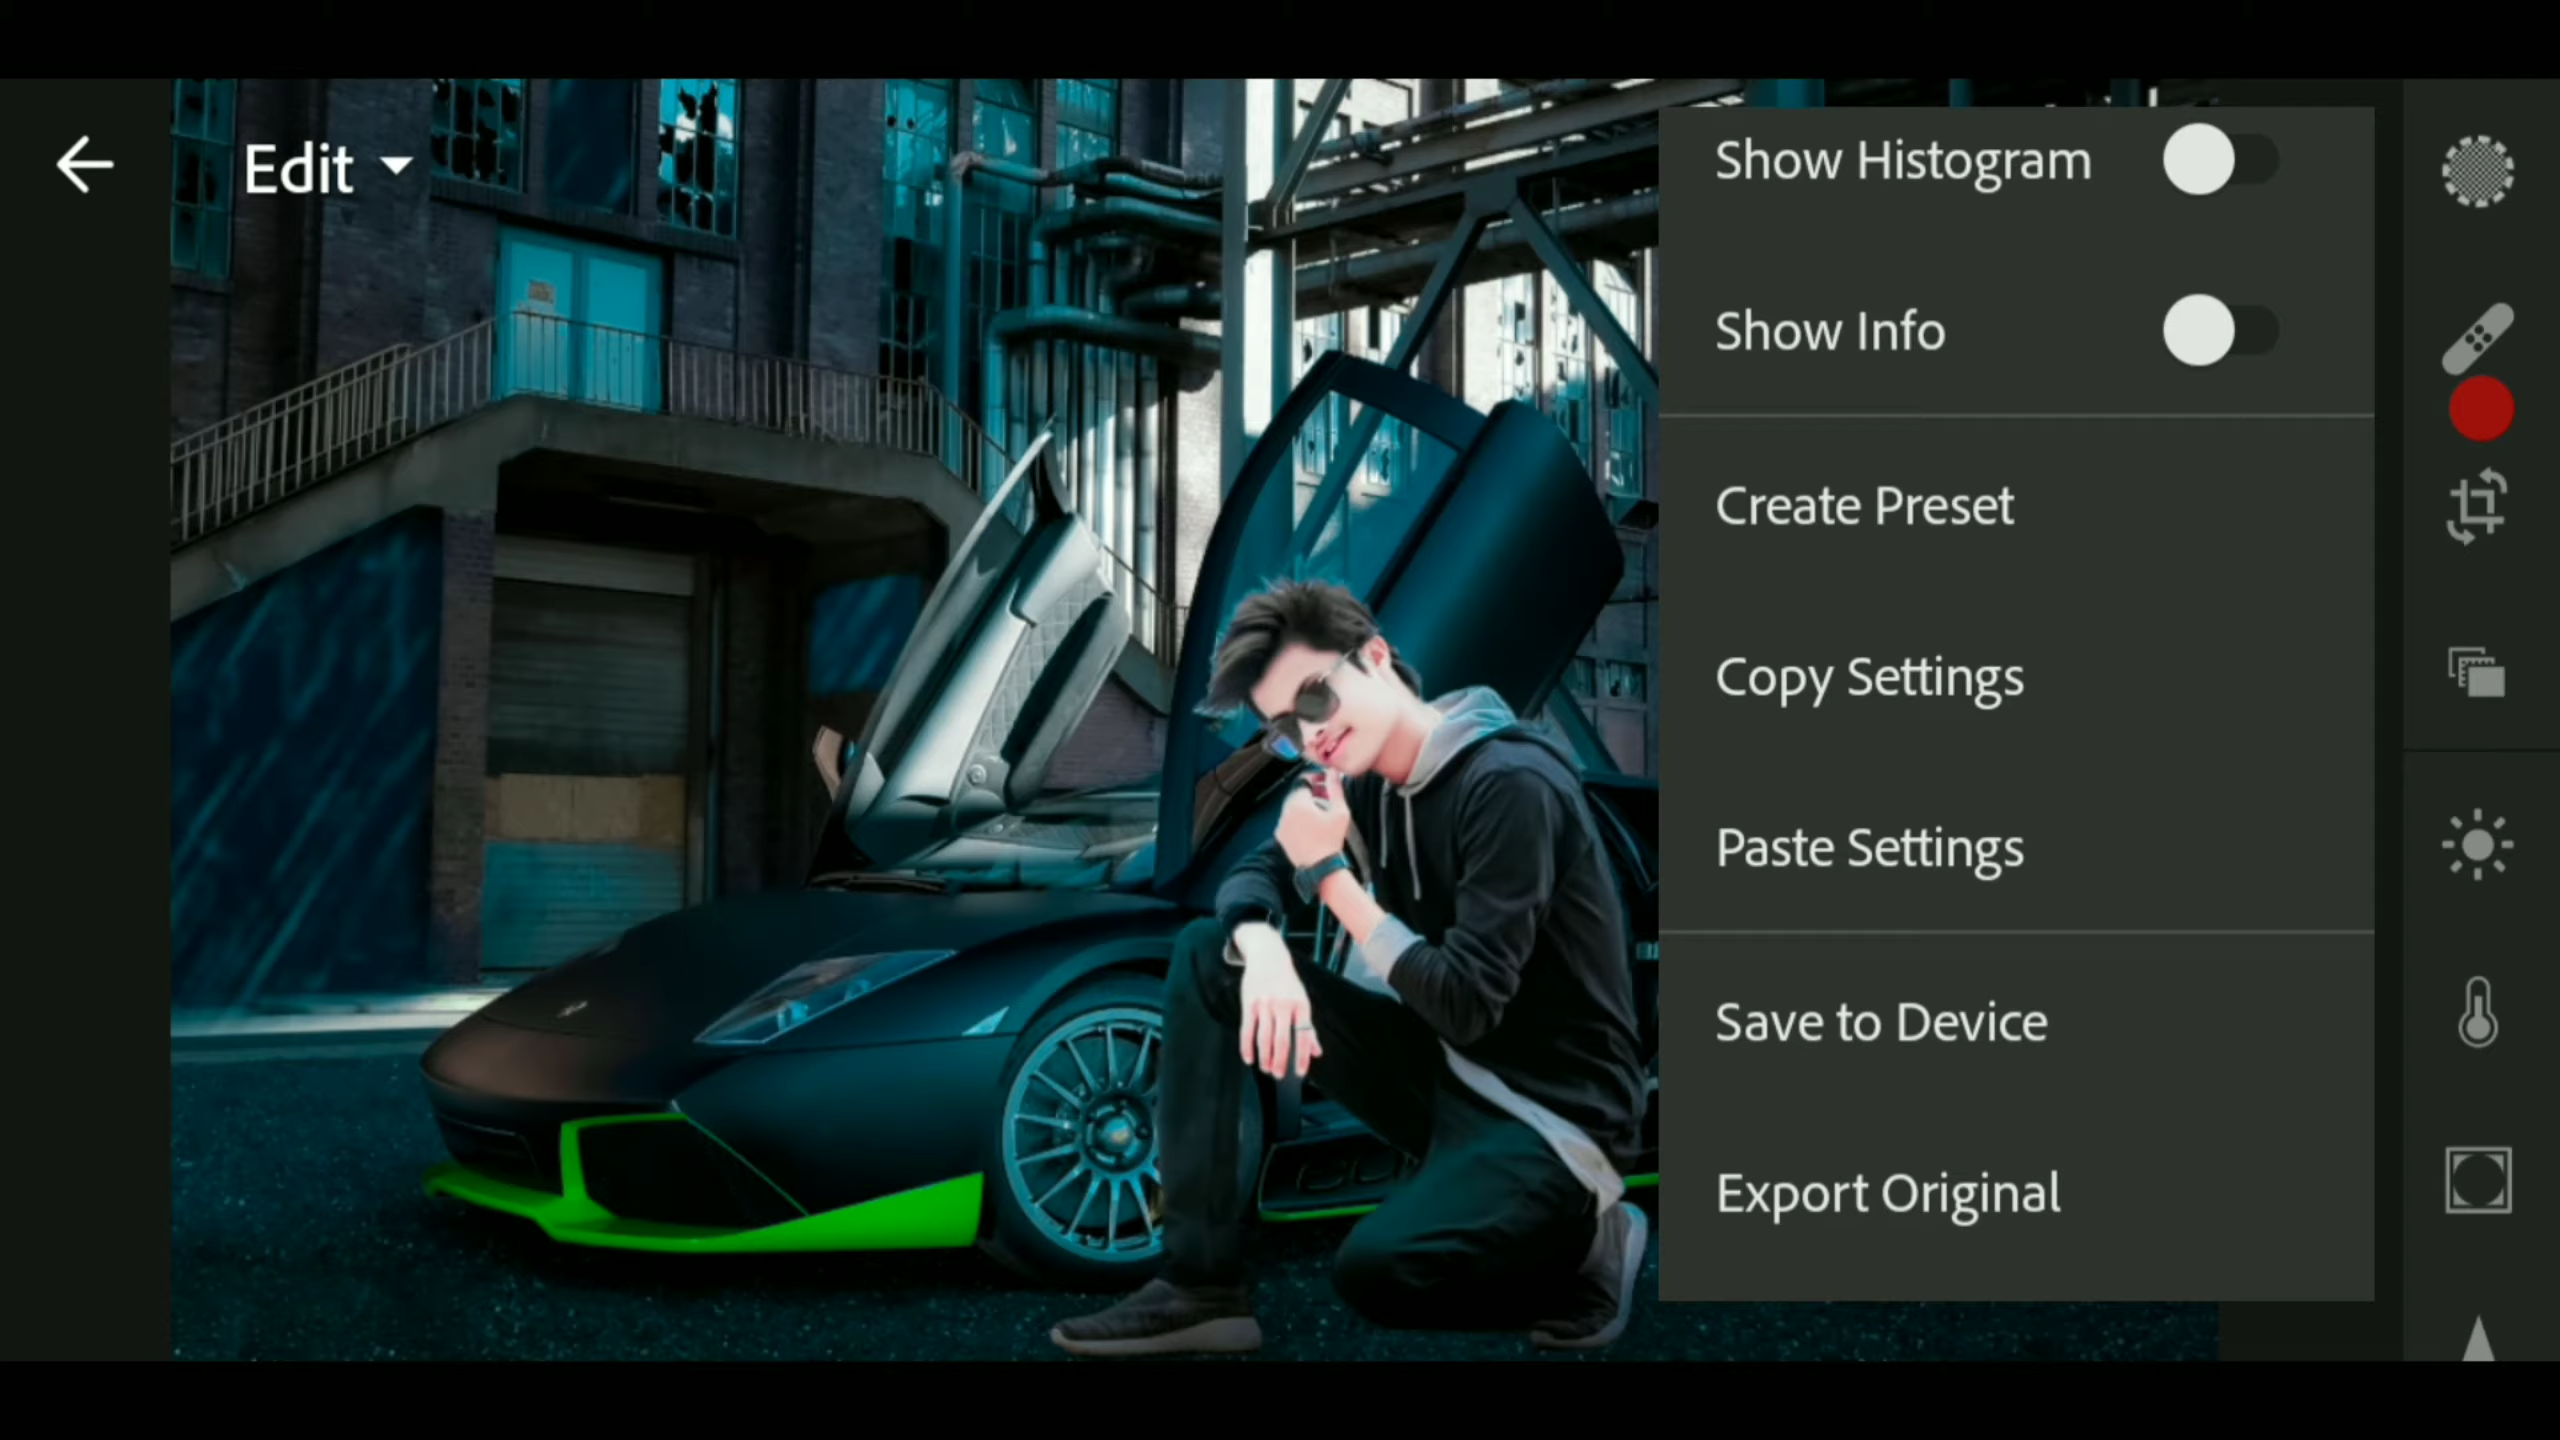 Edit
Show Histogram
Show Info
Create Preset
Copy Settings
Paste Settings
Save to Device
Export Original